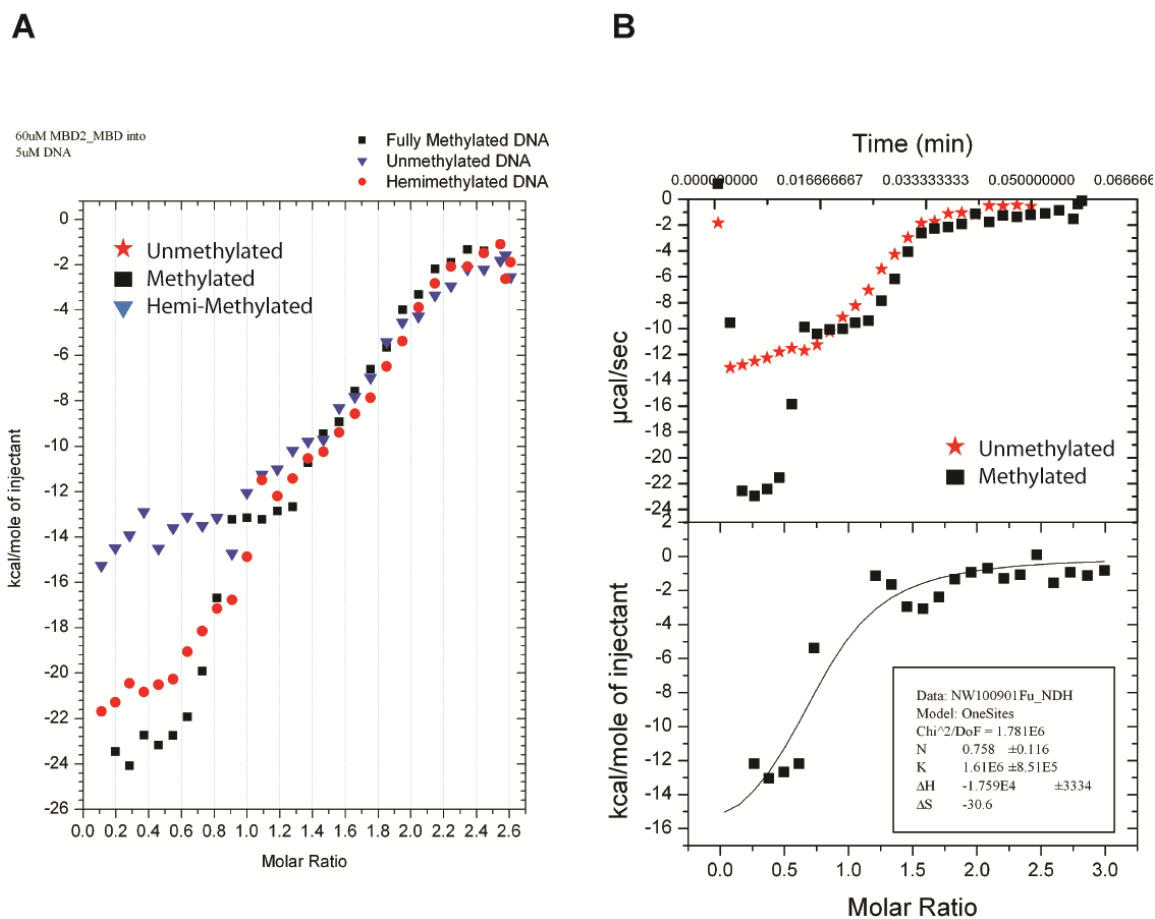 A
60uM MBD2_MBD into
5uM DNA
Fully Methylated DNA
Unmethylated DNA
Hemimethylated DNA
Unmethylated
Methylated
Hemi-Methylated
0
-2
-4
-6
-8
-10
-12
-14
-16
-18
-20
-22
-24
-26
kcal/mole of injectant
0.0 0.2 0.4 0.6 0.8 1.0 1.2 1.4 1.6 1.8 2.0 2.2 2.4 2.6
Molar Ratio
B
Time (min)
0.000000000 0.016666667 0.033333333 0.050000000 0.066666
0
-2
-4
-6
-8
-10
-12
-14
-16
-18
-20
-22
-24
µcal/sec
Unmethylated
Methylated
2
0
-2
-4
-6
-8
-10
-12
-14
-16
kcal/mole of injectant
Data: NW100901Fu_NDH
Model: OneSites
Chi^2/DoF = 1.781E6
N 0.758 ±0.116
K 1.61E6 ±8.51E5
ΔH -1.759E4 ±3334
ΔS -30.6
0.0 0.5 1.0 1.5 2.0 2.5 3.0
Molar Ratio